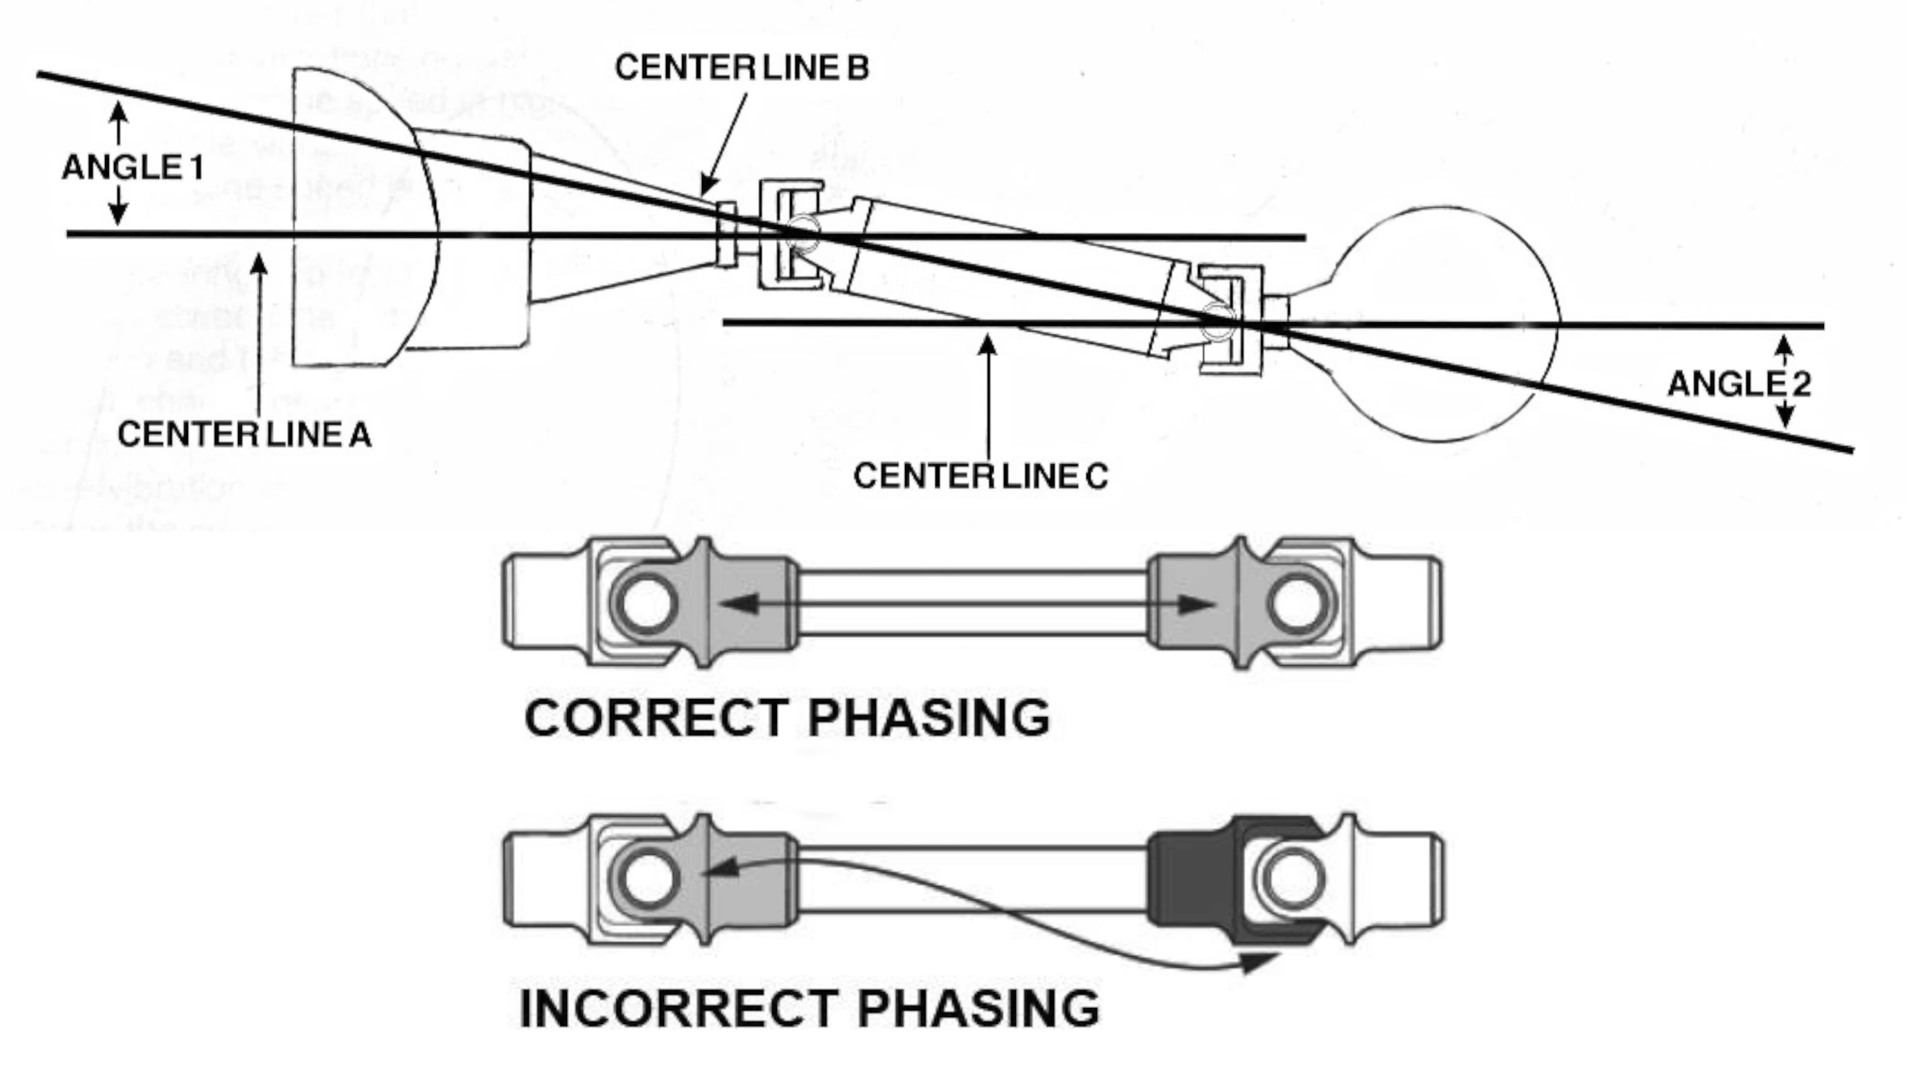 CENTER LINE B
ANGLE 1
ANGLE 2
CENTER LINE A
CENTER LINE C
CORRECT PHASING
INCORRECT PHASING